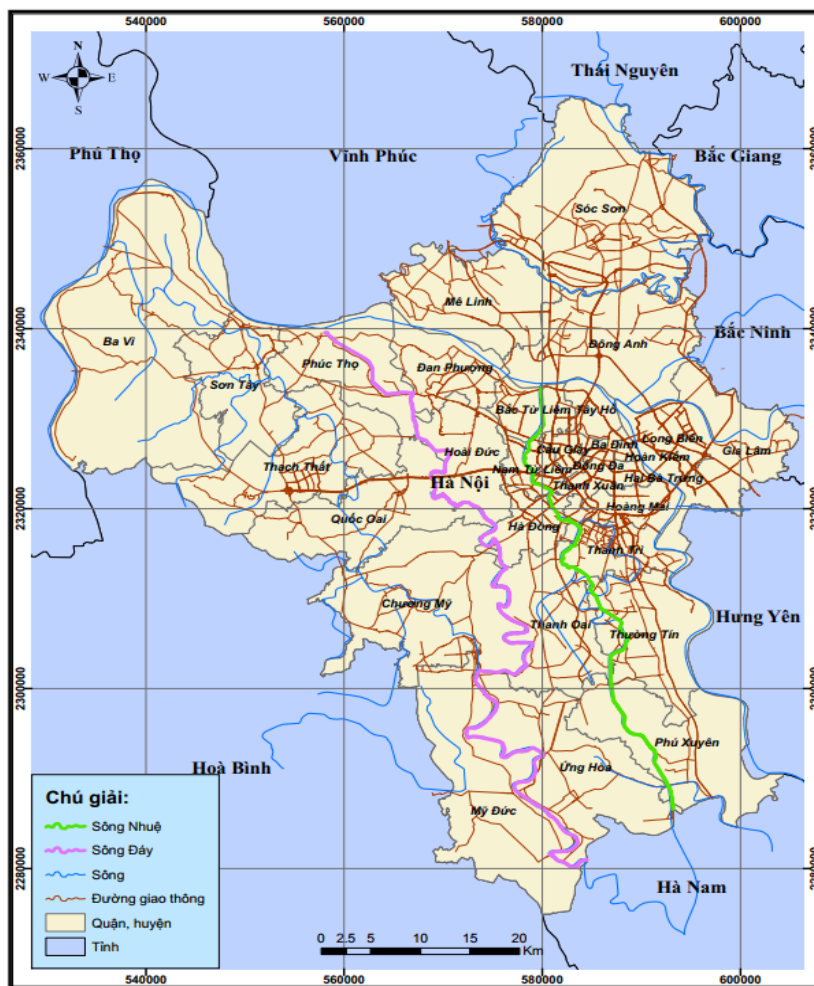 540000 560000 580000 600000
N
W E
S
Thái Nguyên
2360000 2360000
Phú Thọ Vĩnh Phúc Bắc Giang
Sóc Sơn
Mê Linh
2340000 2340000
Ba Vì Đông Anh Bắc Ninh
Phúc Thọ Đan Phượng
Sơn Tây
Bắc Từ Liêm Tây Hồ
Cầu Giấy Ba Đình Long Biên
Hoài Đức Hoàn Kiếm Gia Lâm
Thạch Thất Nam Từ Liêm Đống Đa
Hà Nội Thanh Xuân Hai Bà Trưng
2320000 Hoàng Mai 2320000
Quốc Oai Hà Đông
Thanh Trì
Chương Mỹ
Thanh Oai Thường Tín Hưng Yên
2300000 2300000
Phú Xuyên
Hoà Bình Ứng Hòa
Mỹ Đức
2280000 2280000
Hà Nam
Chú giải:
Sông Nhuệ
Sông Đáy
Sông
Đường giao thông
Quận, huyện
Tỉnh
0 2.5 5 10 15 20
Km
540000 560000 580000 600000